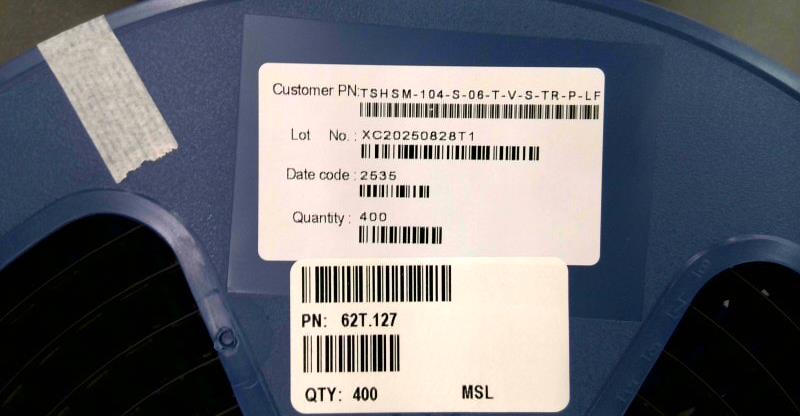 Customer PN:TSHSM-104-S-06-T-V-S-TR-P-LF
Lot No. : XC20250828T1
Date code : 2535
Quantity : 400
PN: 62T.127
QTY: 400 MSL